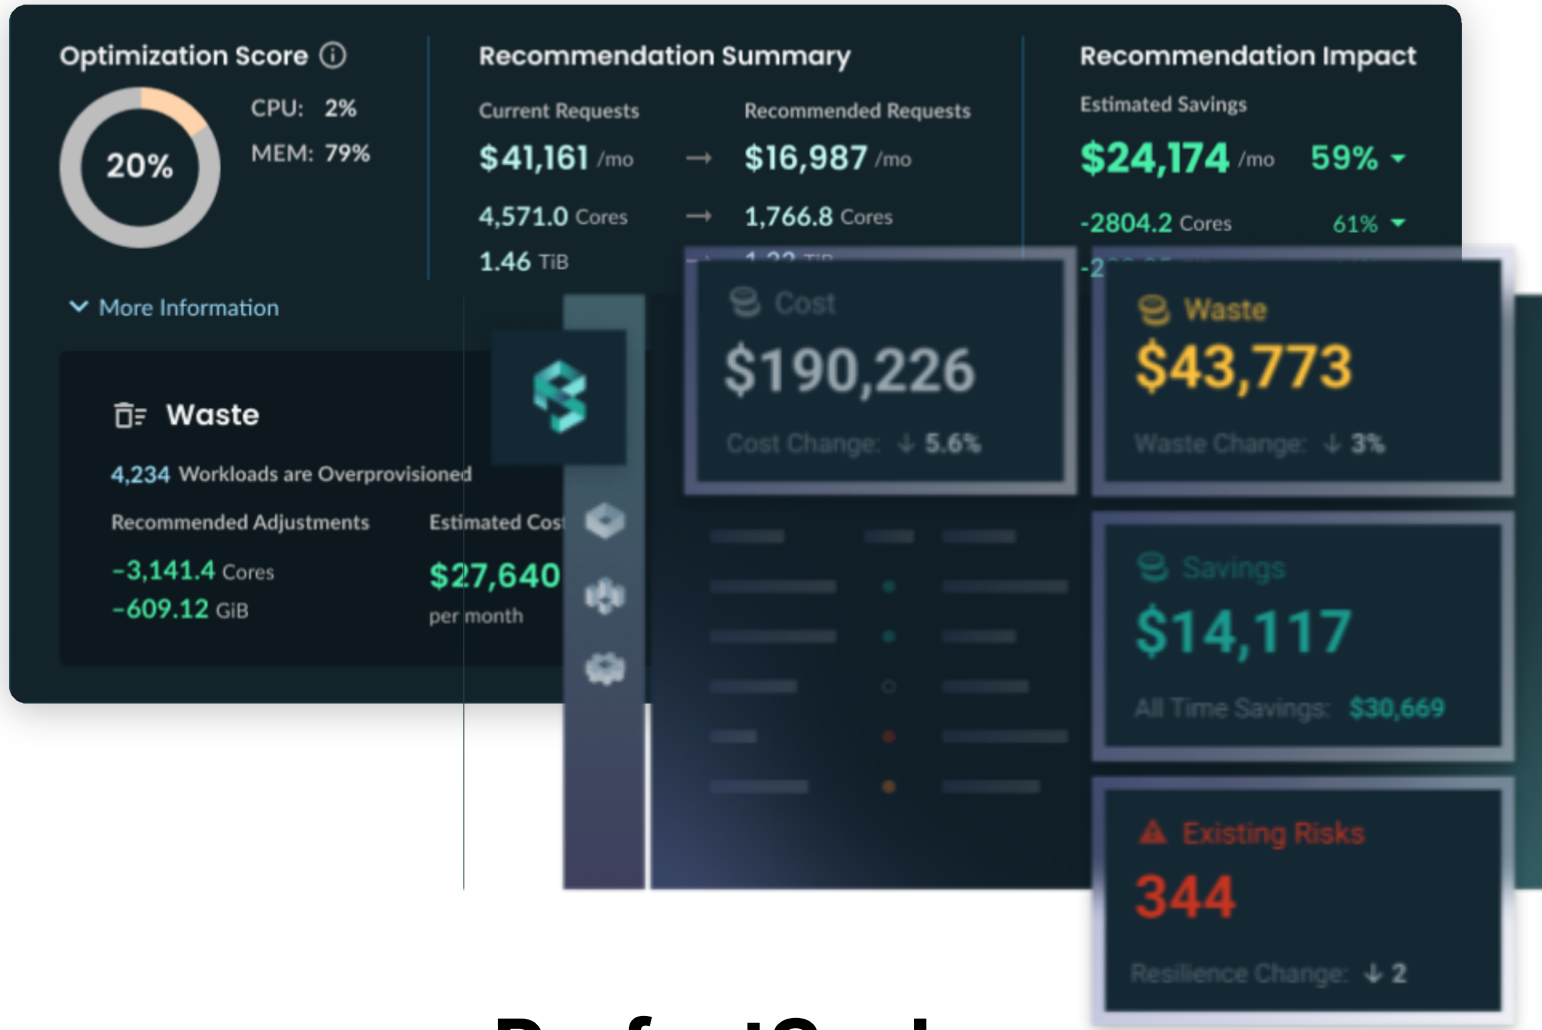 Optimization Score
20%
CPU: 2%
MEM: 79%
More Information
Recommendation Summary
Current Requests
Recommended Requests
$41,161 /mo → $16,987 /mo
4,571.0 Cores → 1,766.8 Cores
1.46 TiB
TiB
Recommendation Impact
Estimated Savings
$24,174 /mo 59%
-2804.2 Cores 61%
Waste
4,234 Workloads are Overprovisioned
Recommended Adjustments
−3,141.4 Cores
−609.12 GiB
Estimated
$27,640
per month
Cost
$190,226
Cost Change: ↓ 5.6%
Waste
$43,773
Waste Change: ↓ 3%
Savings
$14,117
All Time Savings: $30,669
Existing Risks
344
Resilience Change: ↓ 2